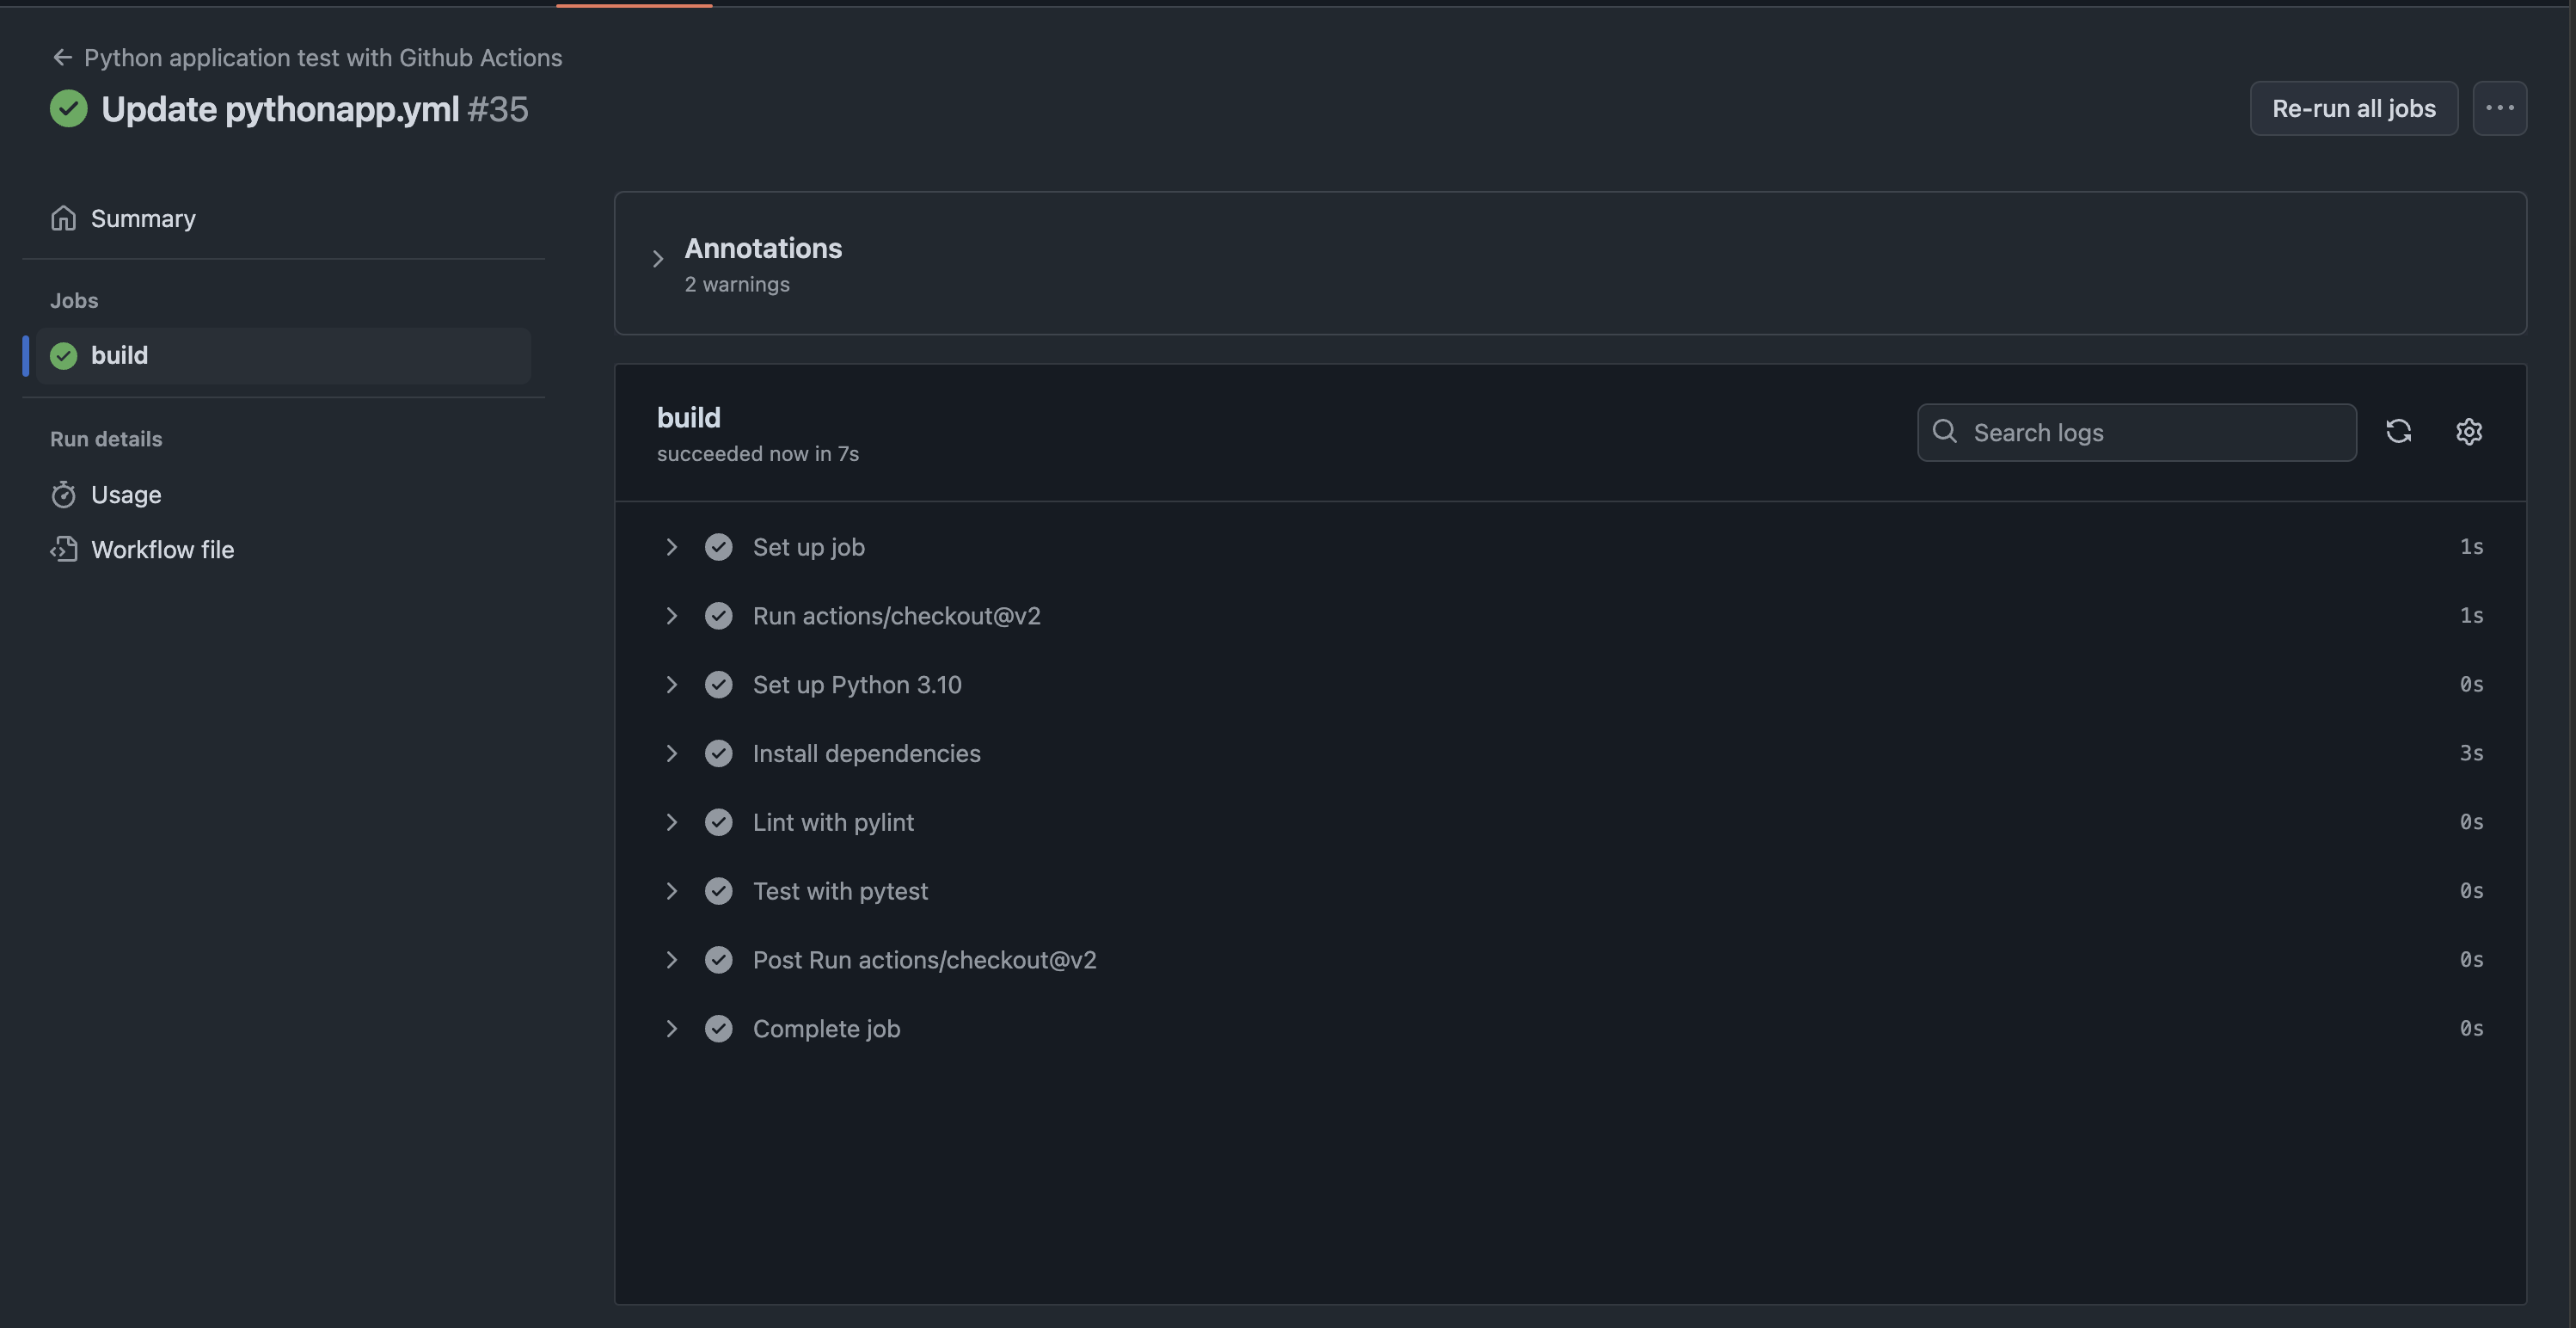 Python application test with Github Actions
Update pythonapp.yml #35
Re-run all jobs
Summary
Jobs
build
Run details
Usage
Workflow file
Annotations
2 warnings
build
succeeded now in 7s
Search logs
Set up job 1s
Run actions/checkout@v2 1s
Set up Python 3.10 0s
Install dependencies 3s
Lint with pylint 0s
Test with pytest 0s
Post Run actions/checkout@v2 0s
Complete job 0s